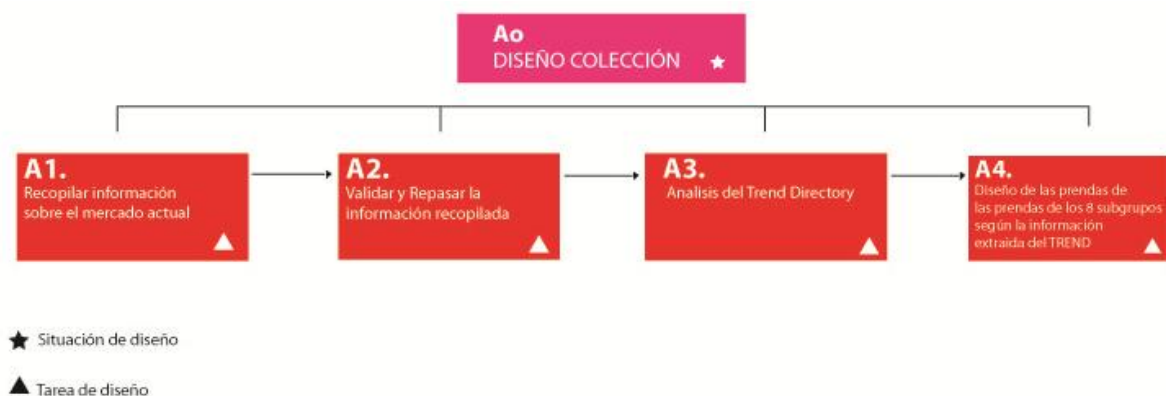 Ao
DISEÑO COLECCIÓN
A1.
Recopilar información
sobre el mercado actual
A2.
Validar y Repasar la
información recopilada
A3.
Analisis del Trend Directory
A4.
Diseño de las prendas de
las prendas de los 8 subgrupos
según la información
extraida del TREND
Situación de diseño
Tarea de diseño